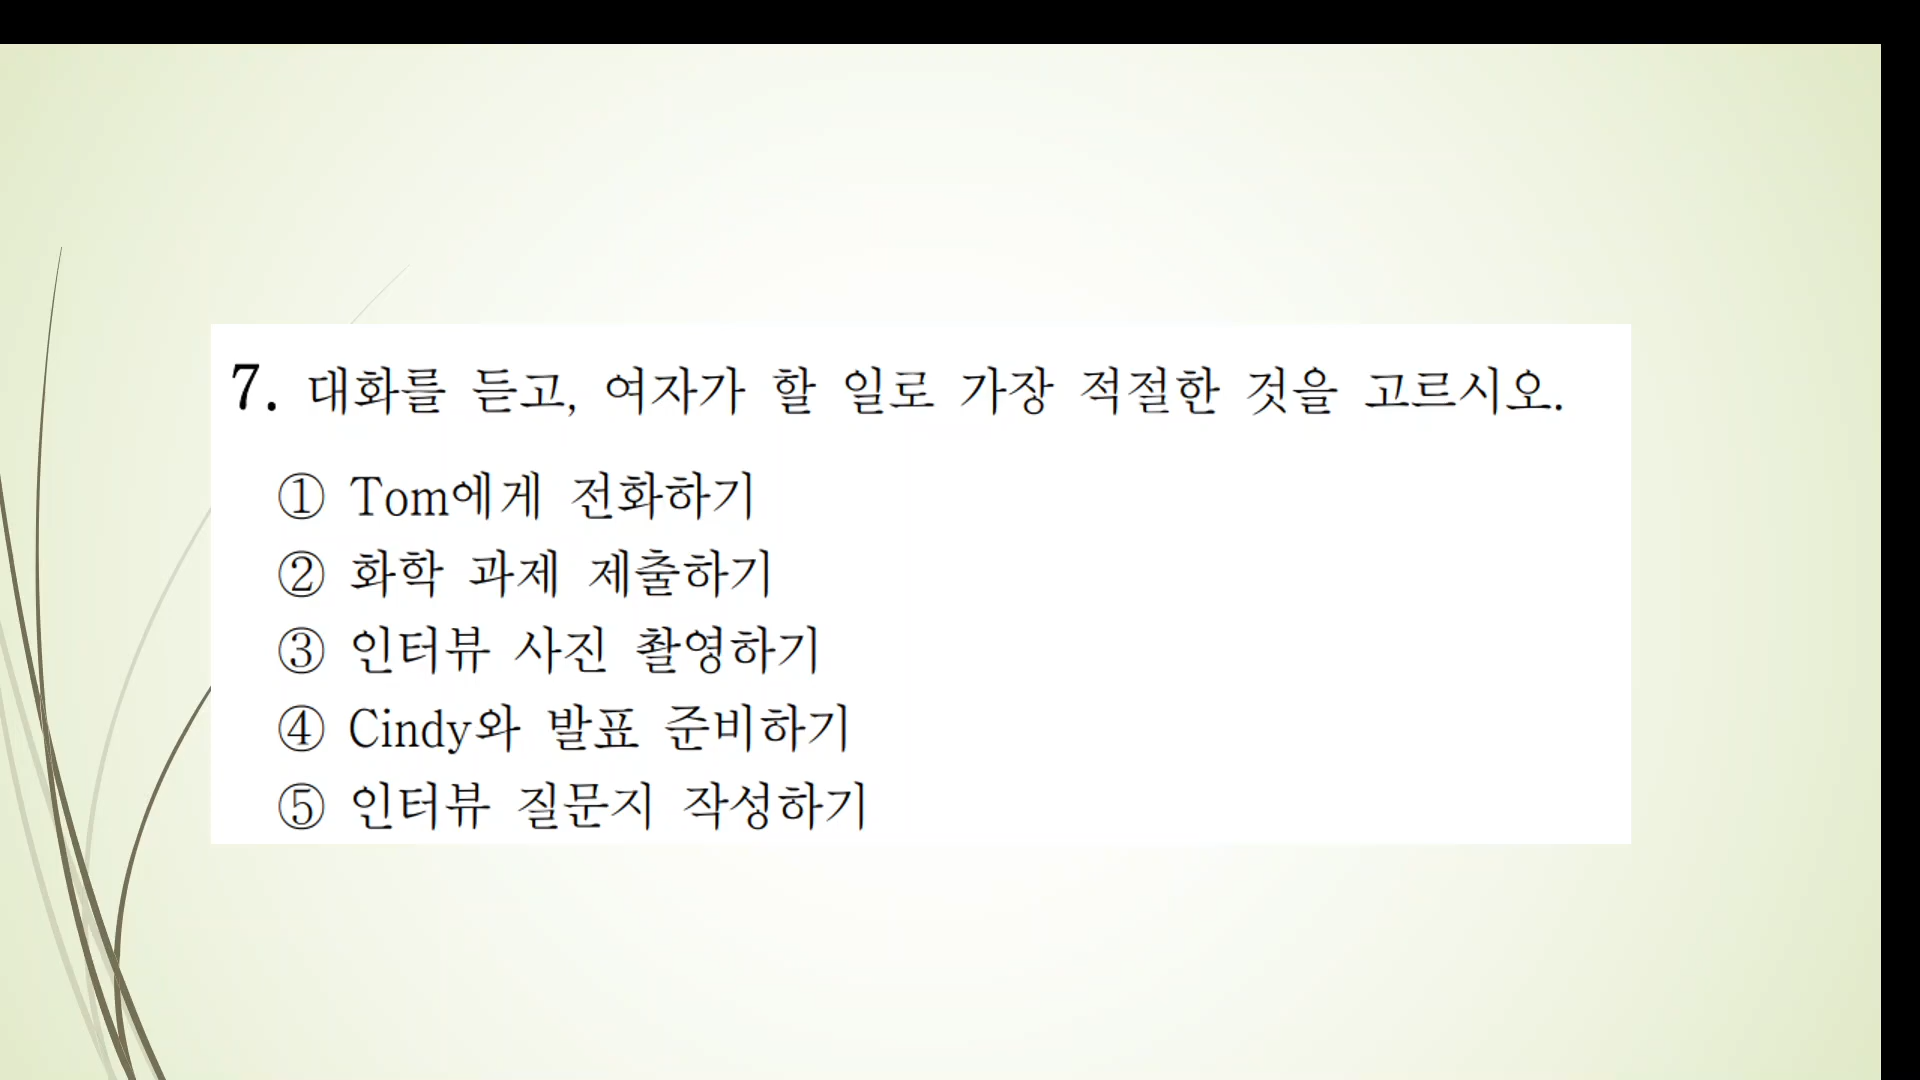 7. 대화를 듣고, 여자가 할 일로 가장 적절한 것을 고르시오.
① Tom에게 전화하기
② 화학 과제 제출하기
③ 인터뷰 사진 촬영하기
④ Cindy와 발표 준비하기
⑤ 인터뷰 질문지 작성하기